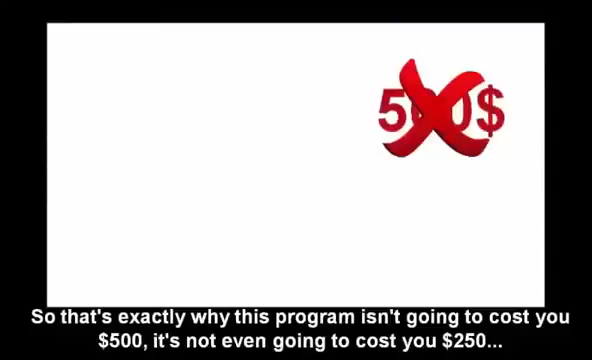 500$
So that's exactly why this program isn't going to cost you
$500, it's not even going to cost you $250...